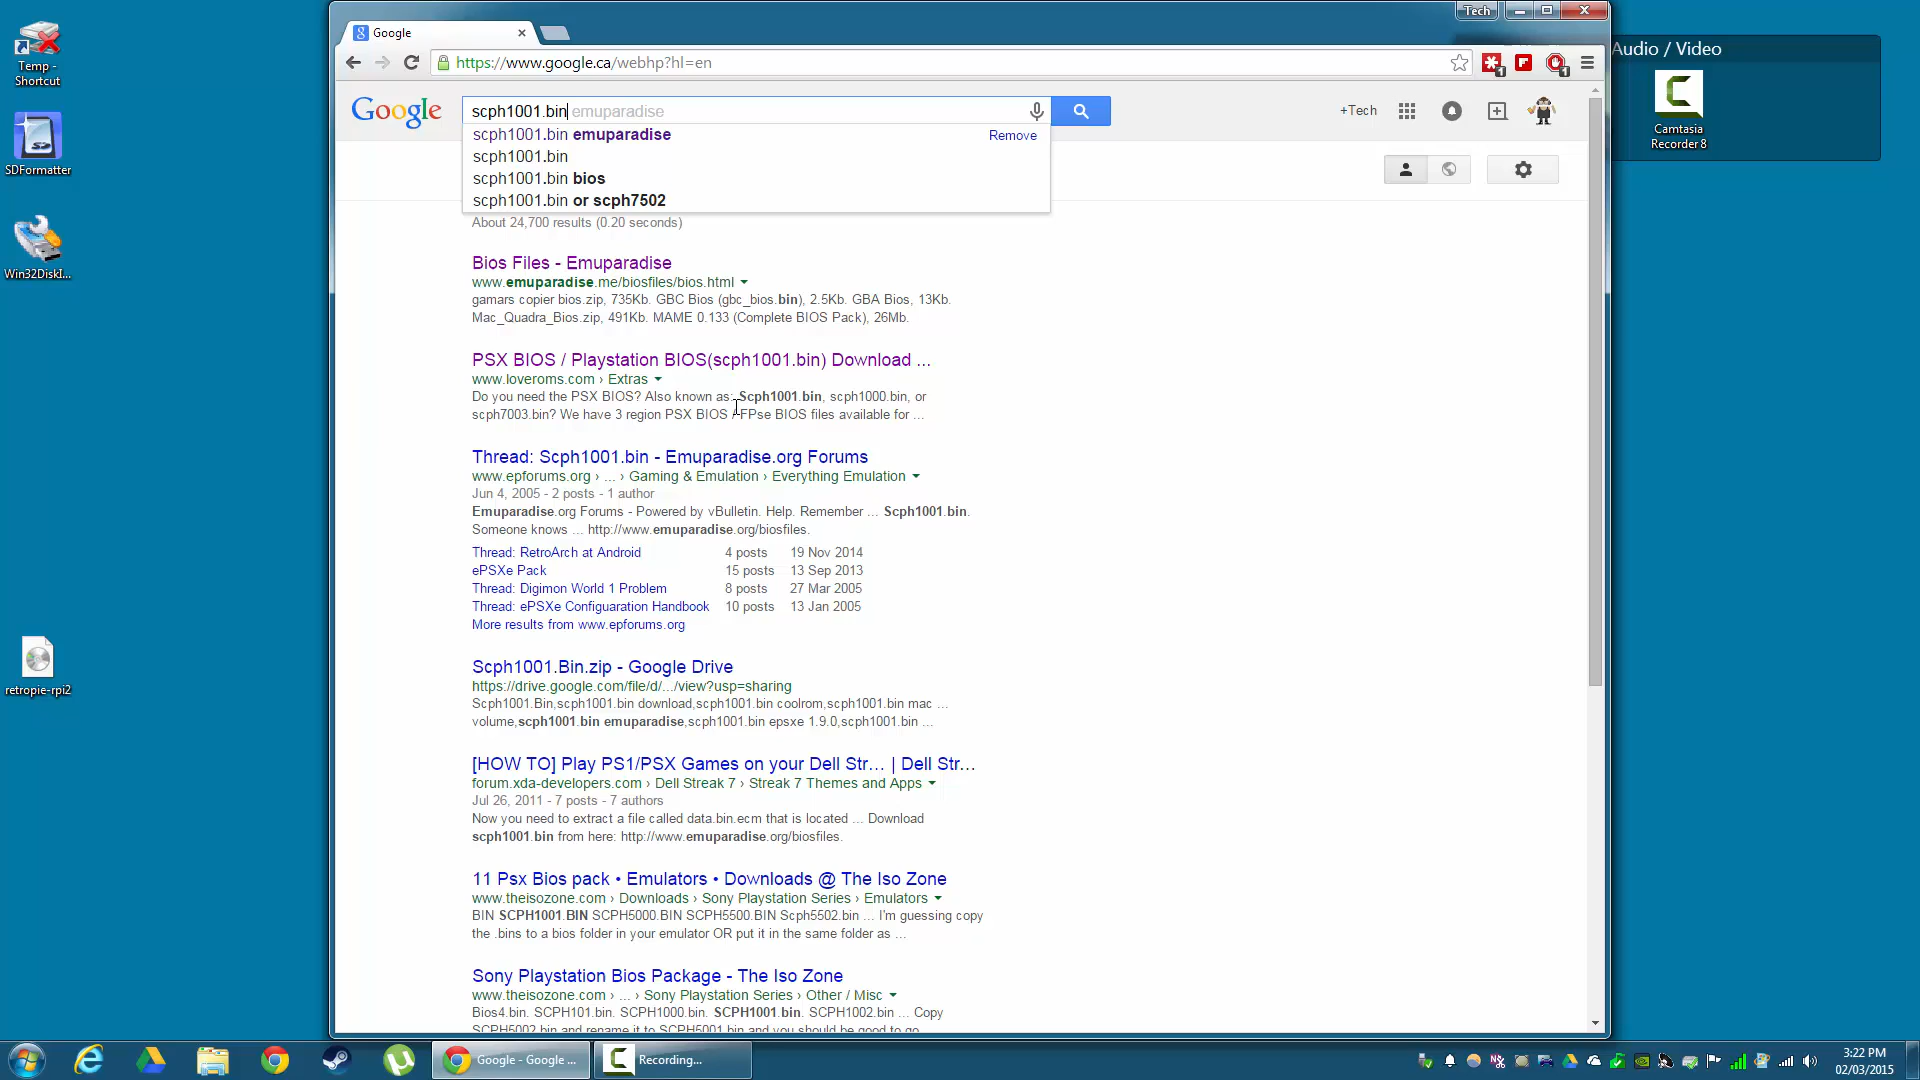 Temp -
Shortcut
SDFormatter
Win32DiskI...
retropie-rpi2
Tech
Google
https://www.google.ca/webhp?hl=en
1
1
Google
scph1001.bin emuparadise
+Tech
scph1001.bin emuparadise
Remove
scph1001.bin
scph1001.bin bios
scph1001.bin or scph7502
About 24,700 results (0.20 seconds)
Bios Files - Emuparadise
www.emuparadise.me/biosfiles/bios.html
gamars copier bios.zip, 735Kb. GBC Bios (gbc_bios.bin), 2.5Kb. GBA Bios, 13Kb.
Mac_Quadra_Bios.zip, 491Kb. MAME 0.133 (Complete BIOS Pack), 26Mb.
PSX BIOS / Playstation BIOS(scph1001.bin) Download ...
www.loveroms.com › Extras
Do you need the PSX BIOS? Also known as: Scph1001.bin, scph1000.bin, or
scph7003.bin? We have 3 region PSX BIOS / FPse BIOS files available for ...
Thread: Scph1001.bin - Emuparadise.org Forums
www.epforums.org › ... › Gaming & Emulation › Everything Emulation
Jun 4, 2005 - 2 posts - 1 author
Emuparadise.org Forums - Powered by vBulletin. Help. Remember ... Scph1001.bin.
Someone knows ... http://www.emuparadise.org/biosfiles.
Thread: RetroArch at Android 4 posts 19 Nov 2014
ePSXe Pack 15 posts 13 Sep 2013
Thread: Digimon World 1 Problem 8 posts 27 Mar 2005
Thread: ePSXe Configuaration Handbook 10 posts 13 Jan 2005
More results from www.epforums.org
Scph1001.Bin.zip - Google Drive
https://drive.google.com/file/d/.../view?usp=sharing
Scph1001.Bin,scph1001.bin download,scph1001.bin coolrom,scph1001.bin mac ...
volume,scph1001.bin emuparadise,scph1001.bin epsxe 1.9.0,scph1001.bin ...
[HOW TO] Play PS1/PSX Games on your Dell Str... | Dell Str...
forum.xda-developers.com › Dell Streak 7 › Streak 7 Themes and Apps
Jul 26, 2011 - 7 posts - 7 authors
Now you need to extract a file called data.bin.ecm that is located ... Download
scph1001.bin from here: http://www.emuparadise.org/biosfiles.
11 Psx Bios pack • Emulators • Downloads @ The Iso Zone
www.theisozone.com › Downloads › Sony Playstation Series › Emulators
BIN SCPH1001.BIN SCPH5000.BIN SCPH5500.BIN Scph5502.bin ... I'm guessing copy
the .bins to a bios folder in your emulator OR put it in the same folder as ...
Sony Playstation Bios Package - The Iso Zone
www.theisozone.com › ... › Sony Playstation Series › Other / Misc
Bios4.bin. SCPH101.bin. SCPH1000.bin. SCPH1001.bin. SCPH1002.bin ... Copy
SCPH5002.bin and rename it to SCPH5001.bin and you should be good to go
Audio / Video
Camtasia
Recorder 8
Google - Google ...
Recording...
3:22 PM
02/03/2015